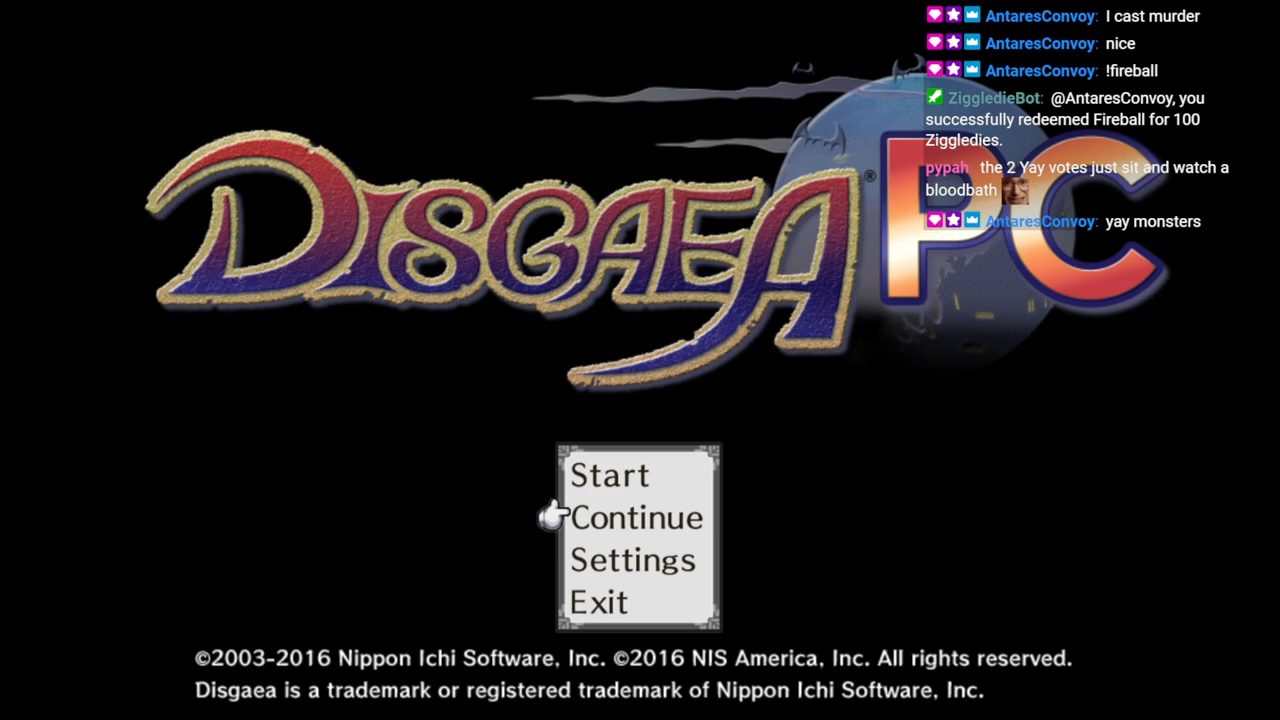 AntaresConvoy: I cast murder
AntaresConvoy: nice
AntaresConvoy: !fireball
ZiggledieBot: @AntaresConvoy, you
successfully redeemed Fireball for 100
Ziggledies.
pypah the 2 Yay votes just sit and watch a
bloodbath
AntaresConvoy: yay monsters
DISGAEA® PC
Start
Continue
Settings
Exit
©2003-2016 Nippon Ichi Software, Inc. ©2016 NIS America, Inc. All rights reserved.
Disgaea is a trademark or registered trademark of Nippon Ichi Software, Inc.